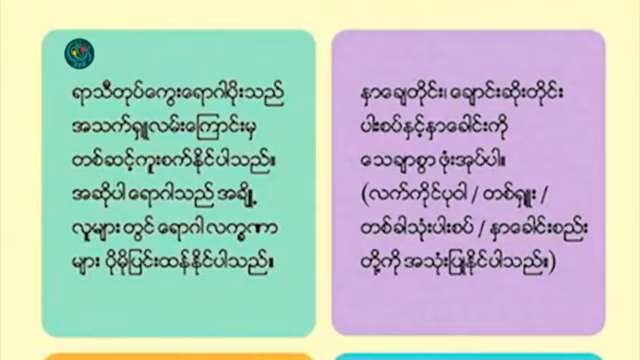 ရာသီတုပ်ကွေးရောဂါပိုးသည်
အသက်ရှူလမ်းကြောင်းမှ
တစ်ဆင့်ကူးစက်နိုင်ပါသည်။
အဆိုပါ ရောဂါသည် အချို့
လူများ တွင် ရောဂါ လက္ခဏာ
များ ပိုမိုပြင်းထန်နိုင်ပါသည်။
နှာချေတိုင်း၊ ချောင်းဆိုးတိုင်း
ပါးစပ်နှင့်နှာခေါင်းကို
သေချာစွာ ဖုံးအုပ်ပါ။
(လက်ကိုင်ပုဝါ / တစ်ရှူး /
တစ်ခါသုံးပါးစပ် / နှာခေါင်းစည်း
တို့ကို အသုံးပြုနိုင်ပါသည်။)